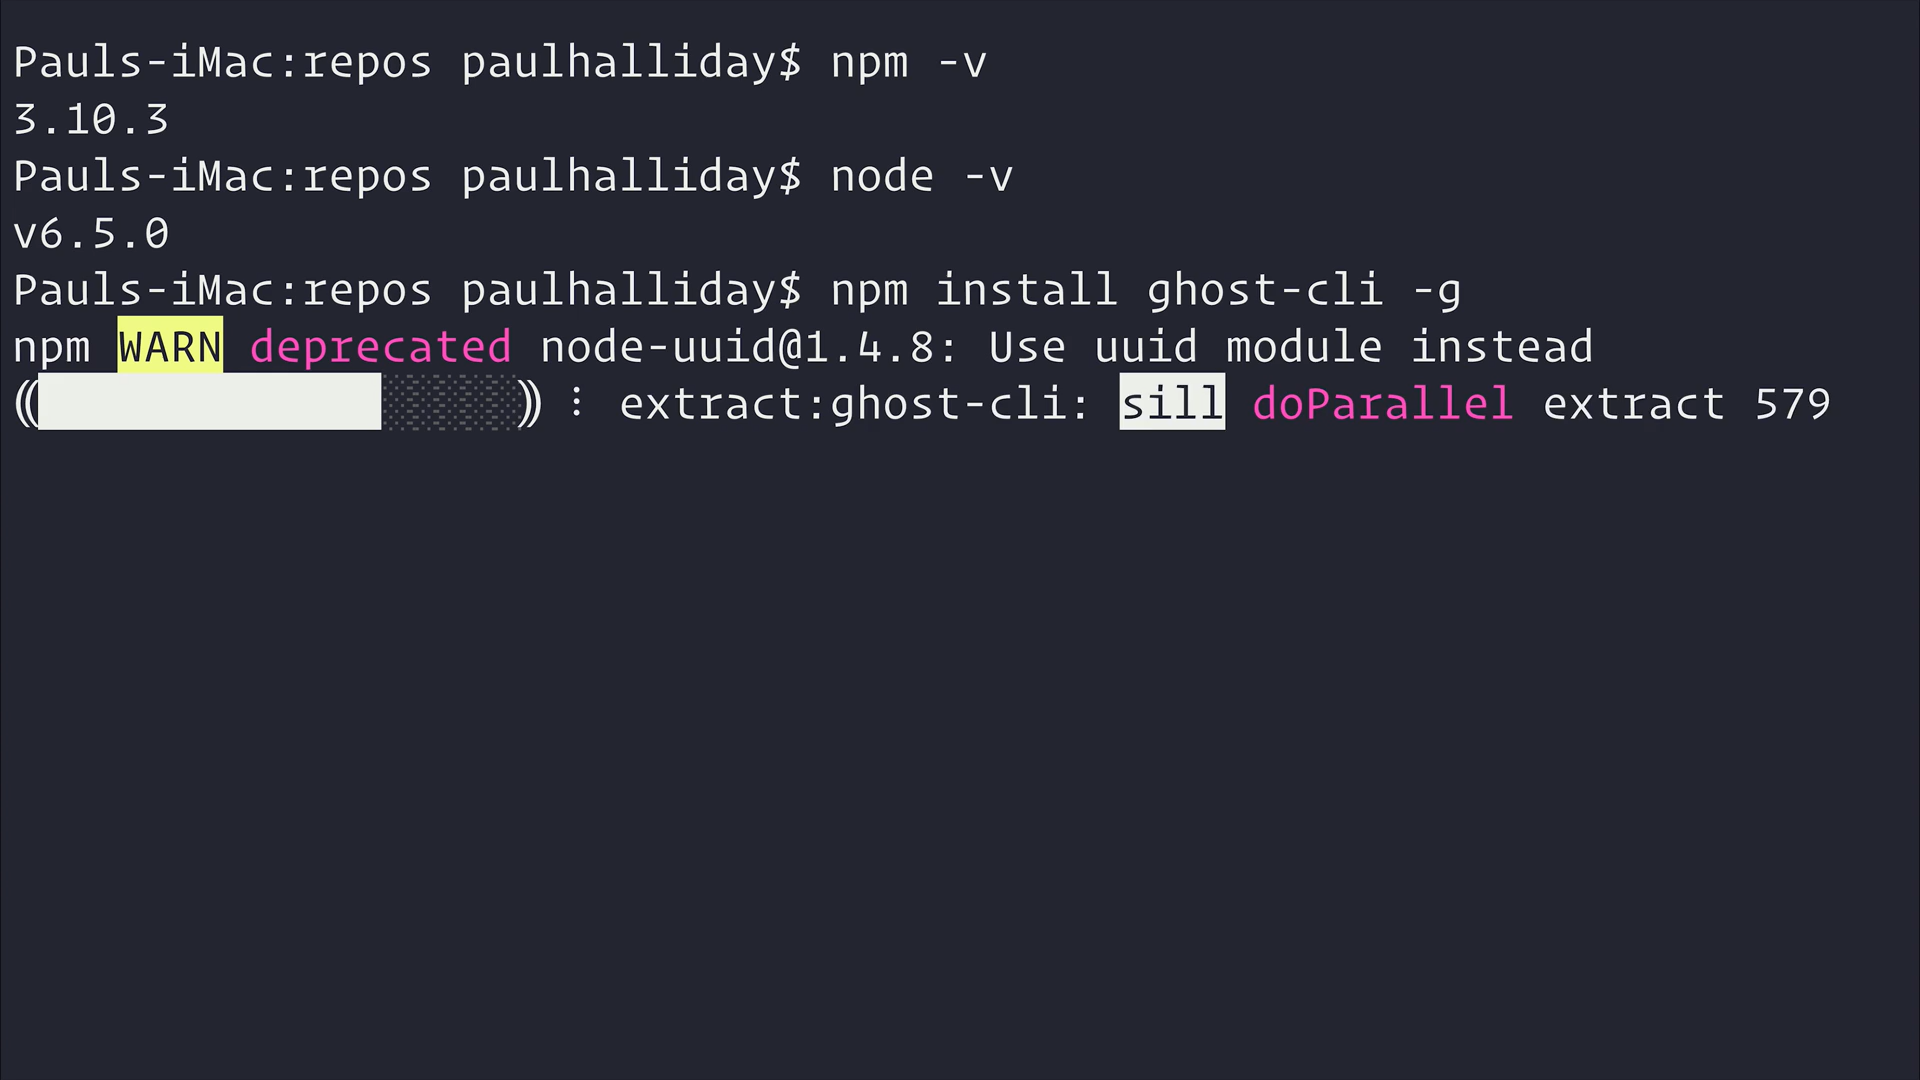 Pauls-iMac:repos paulhalliday$ npm -v
3.10.3
Pauls-iMac:repos paulhalliday$ node -v
v6.5.0
Pauls-iMac:repos paulhalliday$ npm install ghost-cli -g
npm WARN deprecated node-uuid@1.4.8: Use uuid module instead
(( )) ⸽ extract:ghost-cli: sill doParallel extract 579